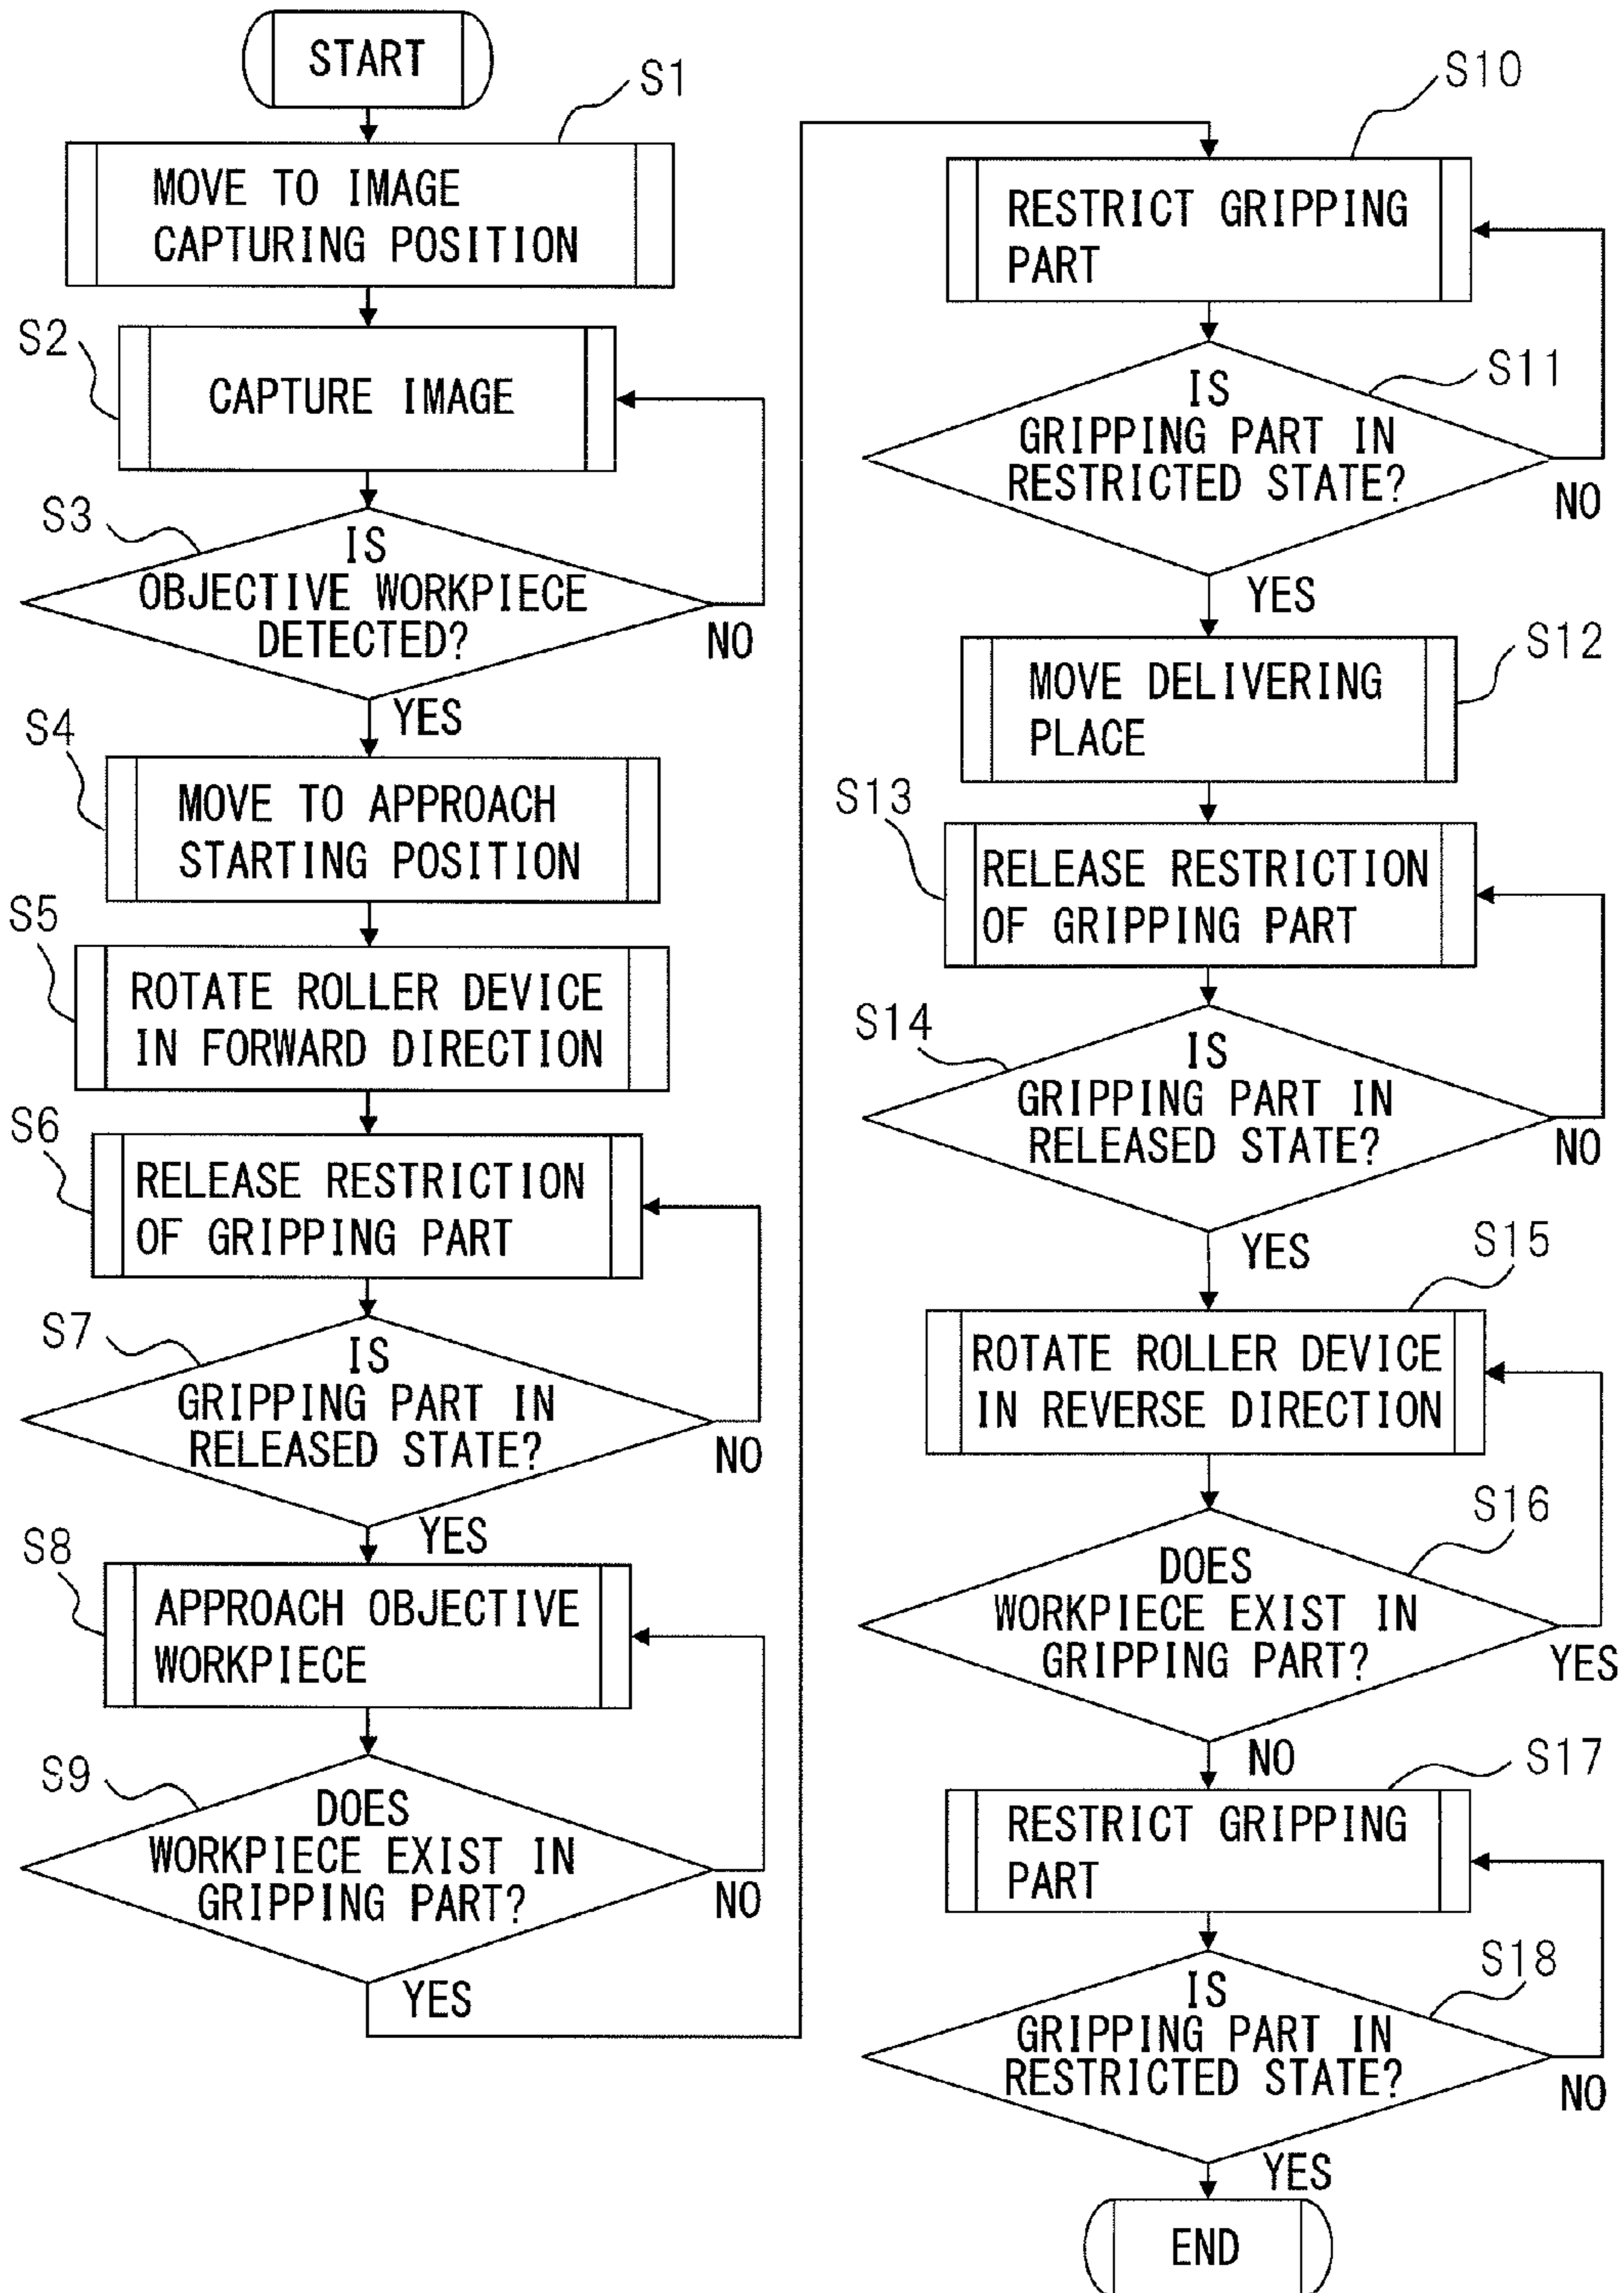 START
S1
MOVE TO IMAGE
CAPTURING POSITION
S2
CAPTURE IMAGE
S3
IS
OBJECTIVE WORKPIECE
DETECTED?
NO
YES
S4
MOVE TO APPROACH
STARTING POSITION
S5
ROTATE ROLLER DEVICE
IN FORWARD DIRECTION
S6
RELEASE RESTRICTION
OF GRIPPING PART
S7
IS
GRIPPING PART IN
RELEASED STATE?
NO
YES
S8
APPROACH OBJECTIVE
WORKPIECE
S9
DOES
WORKPIECE EXIST IN
GRIPPING PART?
NO
YES
S10
RESTRICT GRIPPING
PART
S11
IS
GRIPPING PART IN
RESTRICTED STATE?
NO
YES
S12
MOVE DELIVERING
PLACE
S13
RELEASE RESTRICTION
OF GRIPPING PART
S14
IS
GRIPPING PART IN
RELEASED STATE?
NO
YES
S15
ROTATE ROLLER DEVICE
IN REVERSE DIRECTION
S16
DOES
WORKPIECE EXIST IN
GRIPPING PART?
YES
NO
S17
RESTRICT GRIPPING
PART
S18
IS
GRIPPING PART IN
RESTRICTED STATE?
NO
YES
END